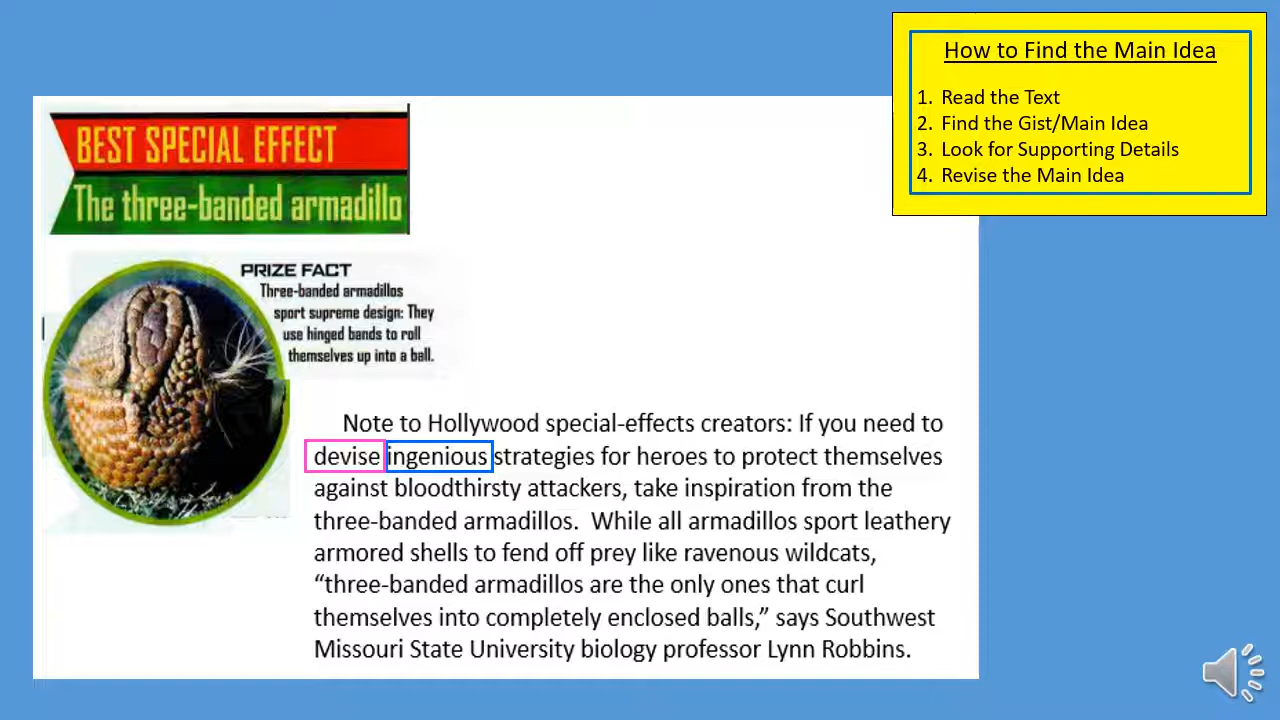 How to Find the Main Idea
1. Read the Text
2. Find the Gist/Main Idea
3. Look for Supporting Details
4. Revise the Main Idea
BEST SPECIAL EFFECT
The three-banded armadillo
PRIZE FACT
Three-banded armadillos
sport supreme design: They
use hinged bands to roll
themselves up into a ball.
Note to Hollywood special-effects creators: If you need to
devise ingenious strategies for heroes to protect themselves
against bloodthirsty attackers, take inspiration from the
three-banded armadillos.  While all armadillos sport leathery
armored shells to fend off prey like ravenous wildcats,
“three-banded armadillos are the only ones that curl
themselves into completely enclosed balls,” says Southwest
Missouri State University biology professor Lynn Robbins.